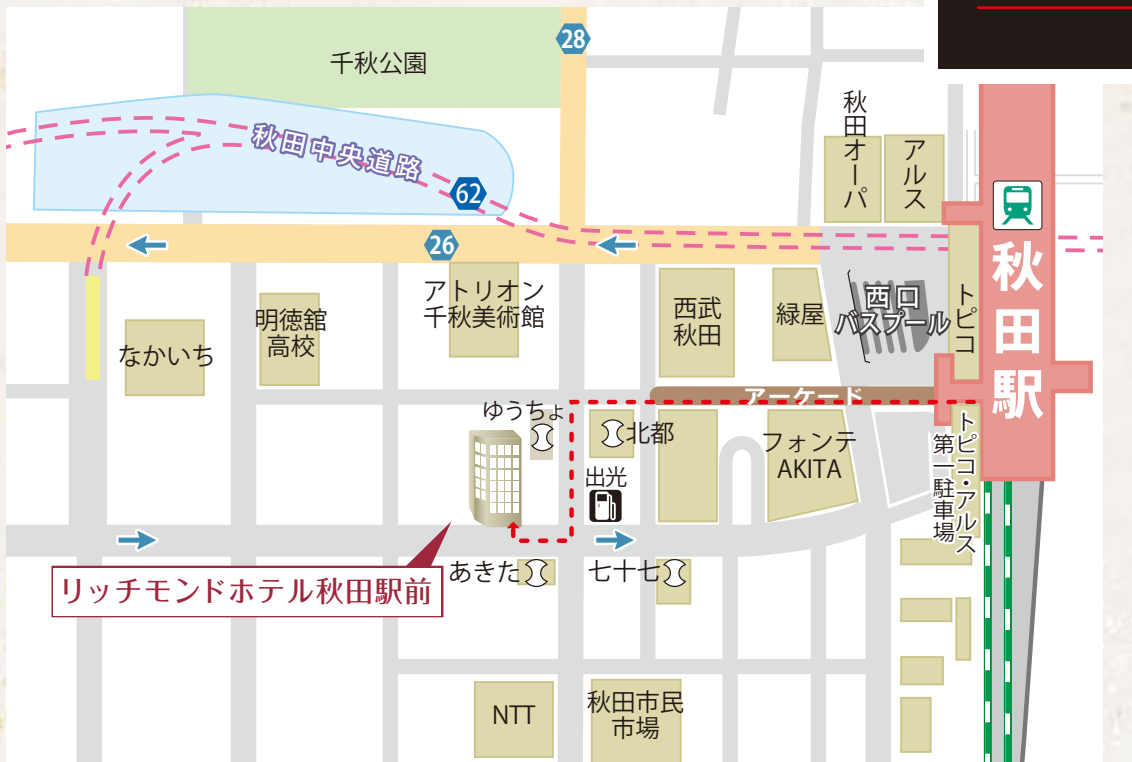 28
千秋公園
秋田中央道路
62
26
秋田オーパ
アルス
秋田駅
トピコ
西口
バスプール
緑屋
西武
秋田
アトリオン
千秋美術館
明徳舘
高校
なかいち
アーケード
ゆうちょ
北都
出光
フォンテ
AKITA
トピコ・アルス
第一駐車場
リッチモンドホテル秋田駅前
あきた
七十七
NTT
秋田市民
市場